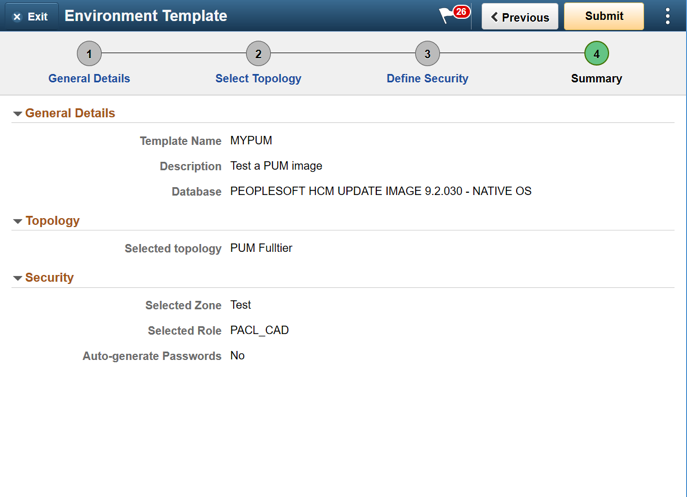 Exit Environment Template 26 Previous Submit
1 2 3 4
General Details Select Topology Define Security Summary
General Details
Template Name MYPUM
Description Test a PUM image
Database PEOPLESOFT HCM UPDATE IMAGE 9.2.030 - NATIVE OS
Topology
Selected topology PUM Fulltier
Security
Selected Zone Test
Selected Role PACL_CAD
Auto-generate Passwords No